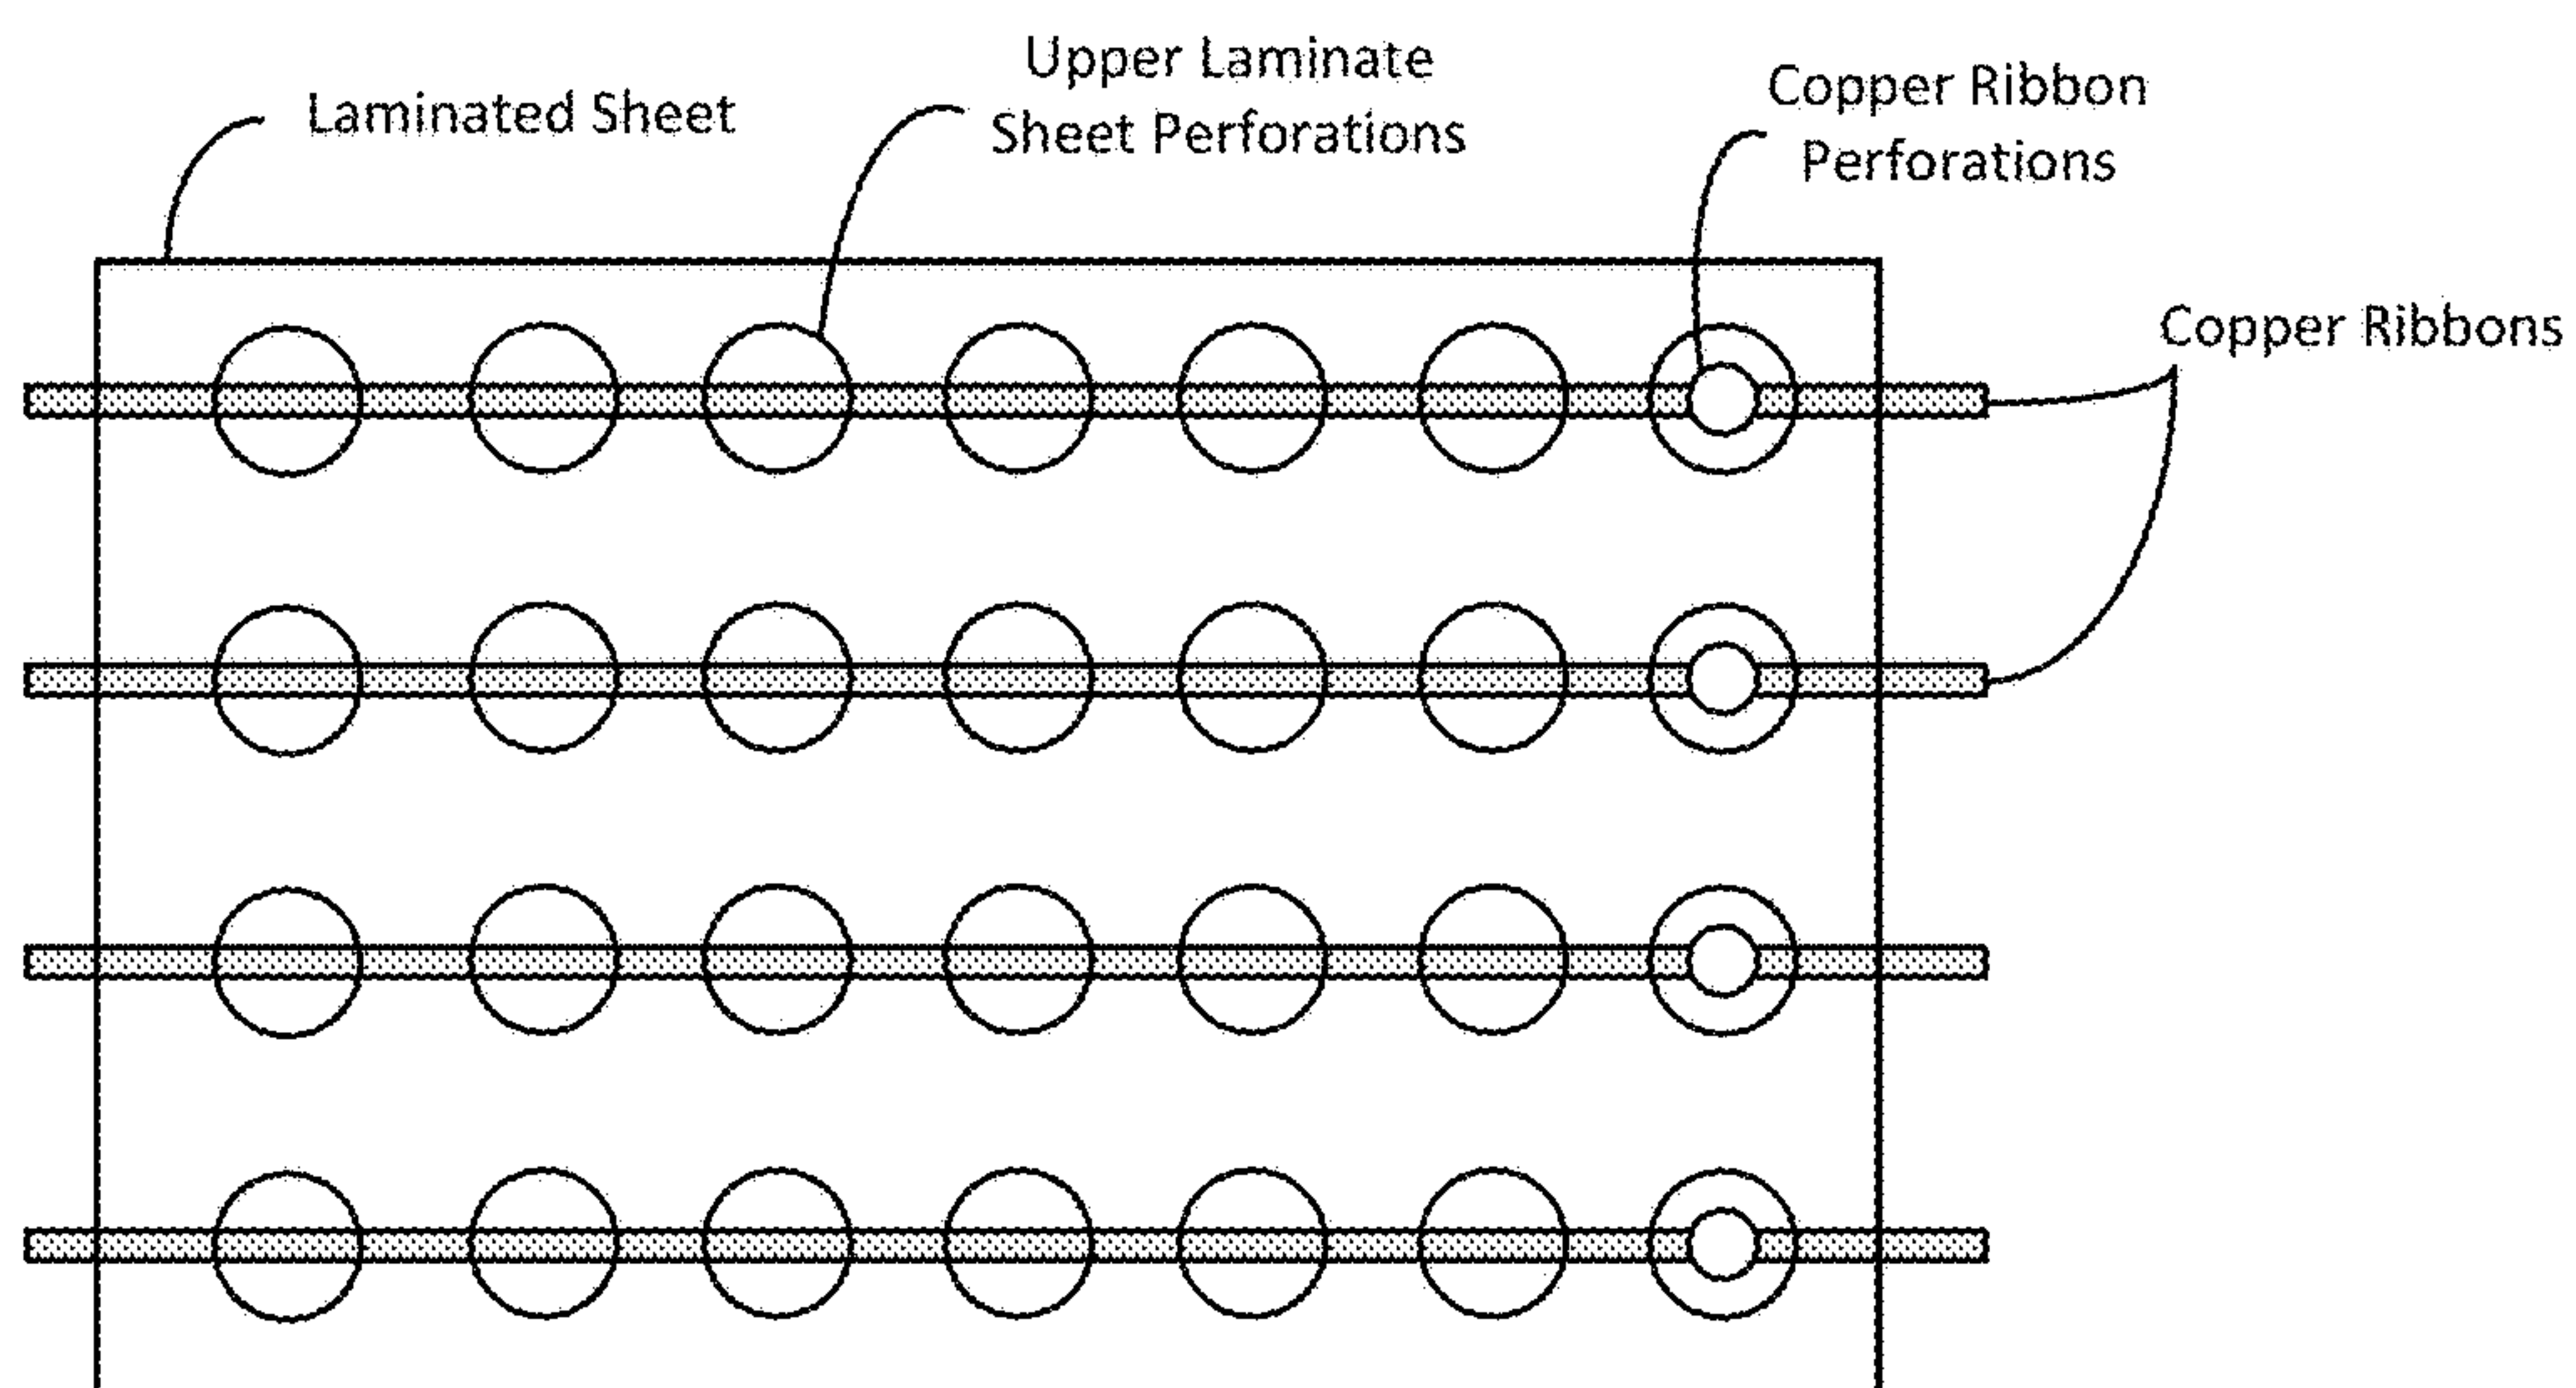 Laminated Sheet
Upper Laminate
Sheet Perforations
Copper Ribbon
Perforations
Copper Ribbons